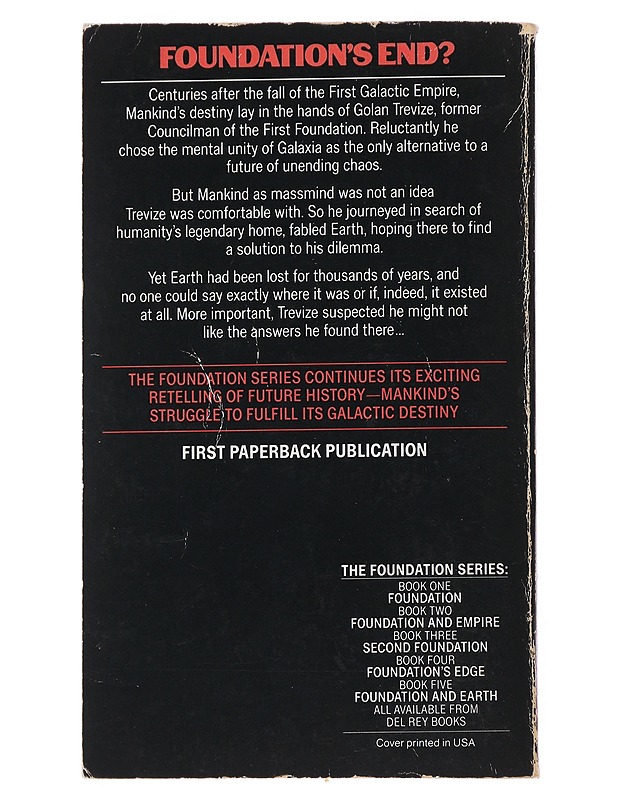 FOUNDATION'S END?
Centuries after the fall of the First Galactic Empire,
Mankind's destiny lay in the hands of Golan Trevize, former
Councilman of the First Foundation. Reluctantly he
chose the mental unity of Galaxia as the only alternative to a
future of unending chaos.
But Mankind as massmind was not an idea
Trevize was comfortable with. So he journeyed in search of
humanity's legendary home, fabled Earth, hoping there to find
a solution to his dilemma.
Yet Earth had been lost for thousands of years, and
no one could say exactly where it was or if, indeed, it existed
at all. More important, Trevize suspected he might not
like the answers he found there...
THE FOUNDATION SERIES CONTINUES ITS EXCITING
RETELLING OF FUTURE HISTORY—MANKIND'S
STRUGGLE TO FULFILL ITS GALACTIC DESTINY
FIRST PAPERBACK PUBLICATION
THE FOUNDATION SERIES:
BOOK ONE
FOUNDATION
BOOK TWO
FOUNDATION AND EMPIRE
BOOK THREE
SECOND FOUNDATION
BOOK FOUR
FOUNDATION'S EDGE
BOOK FIVE
FOUNDATION AND EARTH
ALL AVAILABLE FROM
DEL REY BOOKS
Cover printed in USA